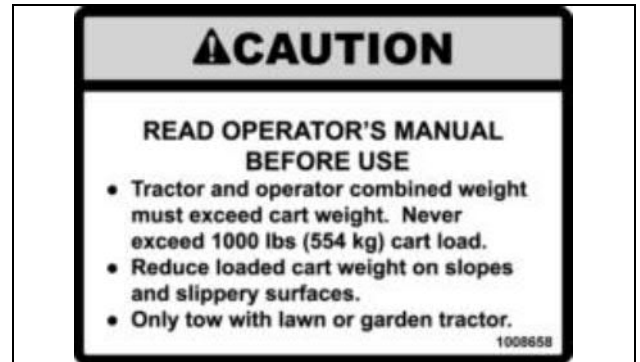 ⚠CAUTION
READ OPERATOR'S MANUAL
BEFORE USE
• Tractor and operator combined weight
must exceed cart weight. Never
exceed 1000 lbs (554 kg) cart load.
• Reduce loaded cart weight on slopes
and slippery surfaces.
• Only tow with lawn or garden tractor.
1008658